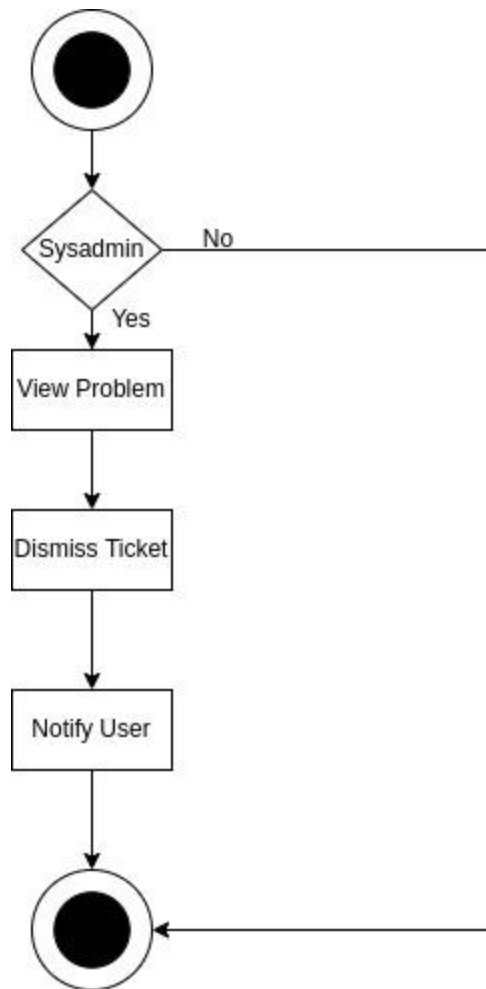 Sysadmin
No
Yes
View Problem
Dismiss Ticket
Notify User